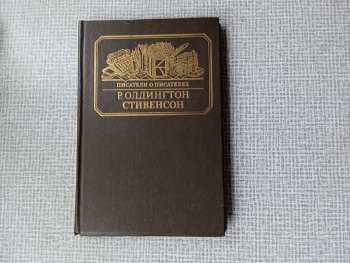 ПИСАТЕЛИ О ПИСАТЕЛЯХ
Р. ОЛДИНГТОН
СТИВЕНСОН